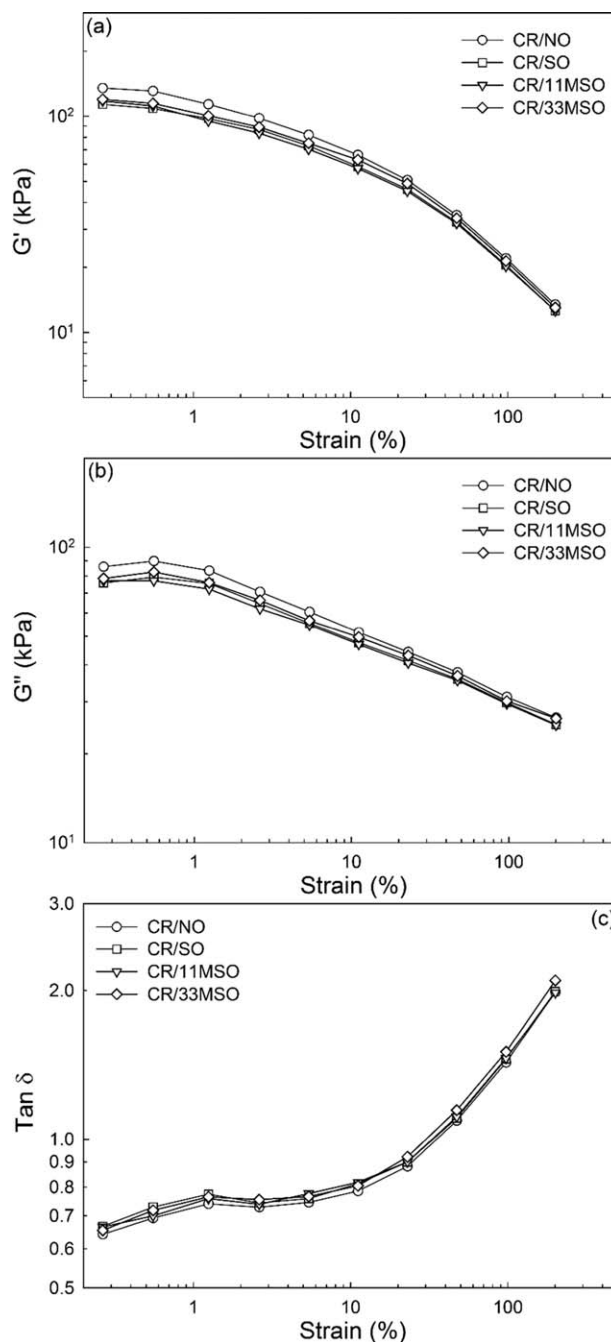 (a)
CR/NO
CR/SO
CR/11MSO
CR/33MSO
10²
10¹
G' (kPa)
1
10
100
Strain (%)
(b)
CR/NO
CR/SO
CR/11MSO
CR/33MSO
10²
10¹
G" (kPa)
1
10
100
Strain (%)
(c)
CR/NO
CR/SO
CR/11MSO
CR/33MSO
3.0
2.0
1.0
0.9
0.8
0.7
0.6
0.5
Tan δ
1
10
100
Strain (%)